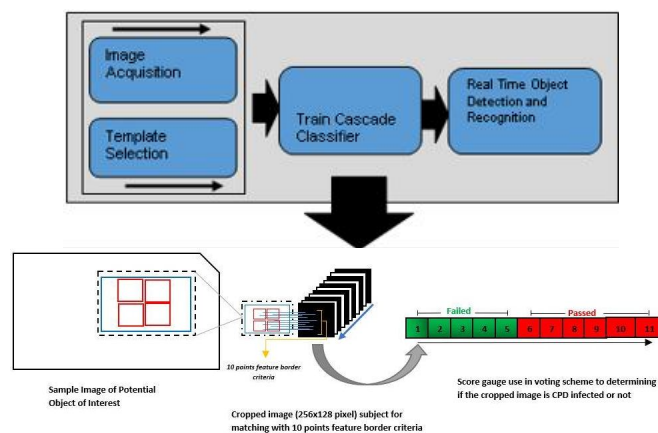 Image
Acquisition
Template
Selection
Train Cascade
Classifier
Real Time Object
Detection and
Recognition
Failed
Passed
1 2 3 4 5 6 7 8 9 10 11
10 points feature border
criteria
Sample Image of Potential
Object of Interest
Cropped image (256x128 pixel) subject for
matching with 10 points feature border criteria
Score gauge use in voting scheme to determining
if the cropped image is CPD infected or not